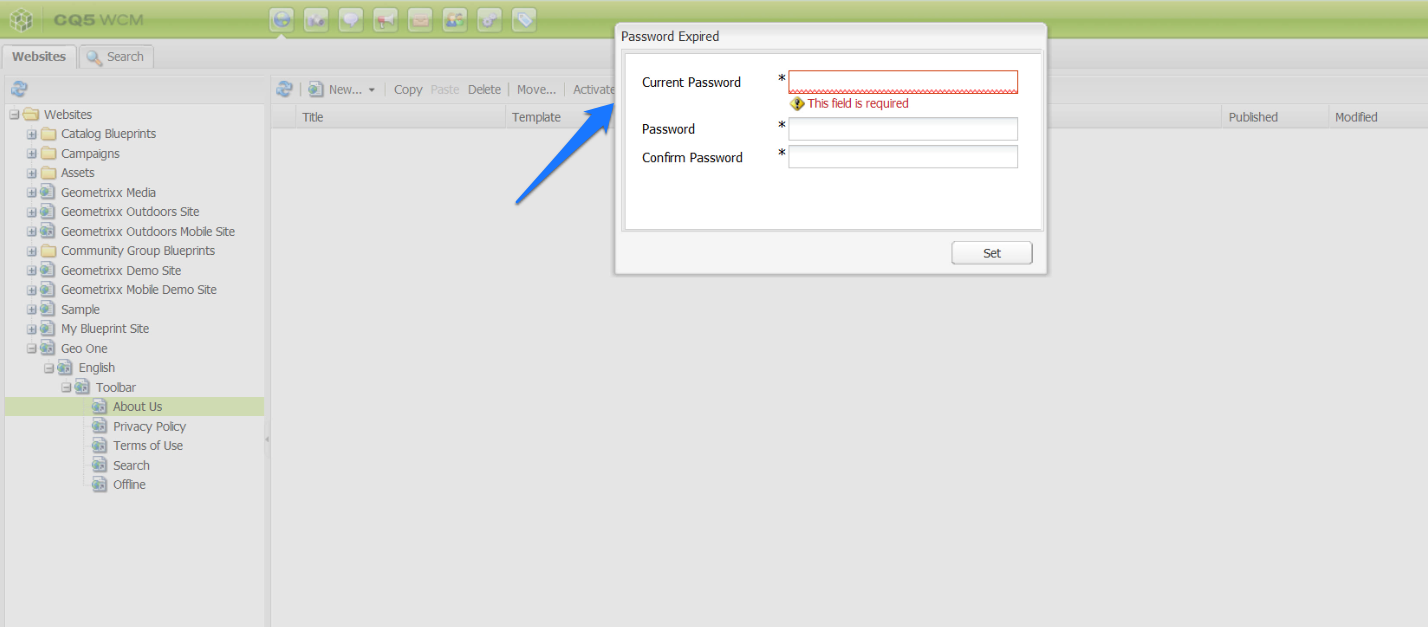 CQ5 WCM
Websites Search
Password Expired
Current Password *
This field is required
Password *
Confirm Password *
Set
New... Copy Paste Delete Move... Activate
Title Template Published Modified
Websites
Catalog Blueprints
Campaigns
Assets
Geometrixx Media
Geometrixx Outdoors Site
Geometrixx Outdoors Mobile Site
Community Group Blueprints
Geometrixx Demo Site
Geometrixx Mobile Demo Site
Sample
My Blueprint Site
Geo One
English
Toolbar
About Us
Privacy Policy
Terms of Use
Search
Offline